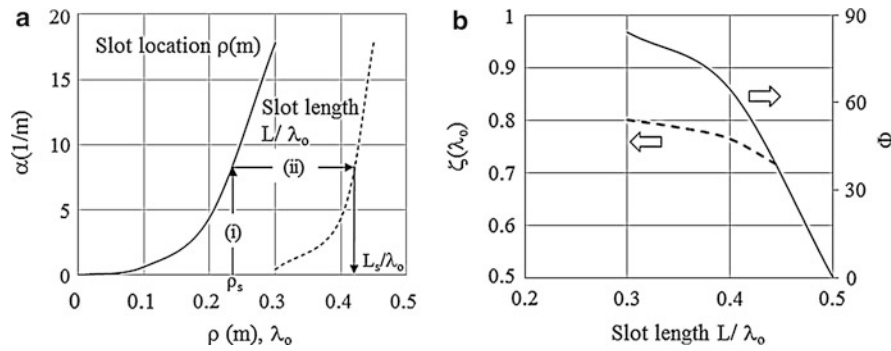 a
20
15
10
5
0
α(1/m)
Slot location ρ(m)
Slot length
L/ λₒ
(ii)
(i)
ρₛ
Lₛ/λₒ
0 0.1 0.2 0.3 0.4 0.5
ρ (m), λₒ
b
1
0.9
0.8
0.7
0.6
0.5
ζ(λₒ)
90
60
30
0
Φ
0.2 0.3 0.4 0.5
Slot length L/ λₒ